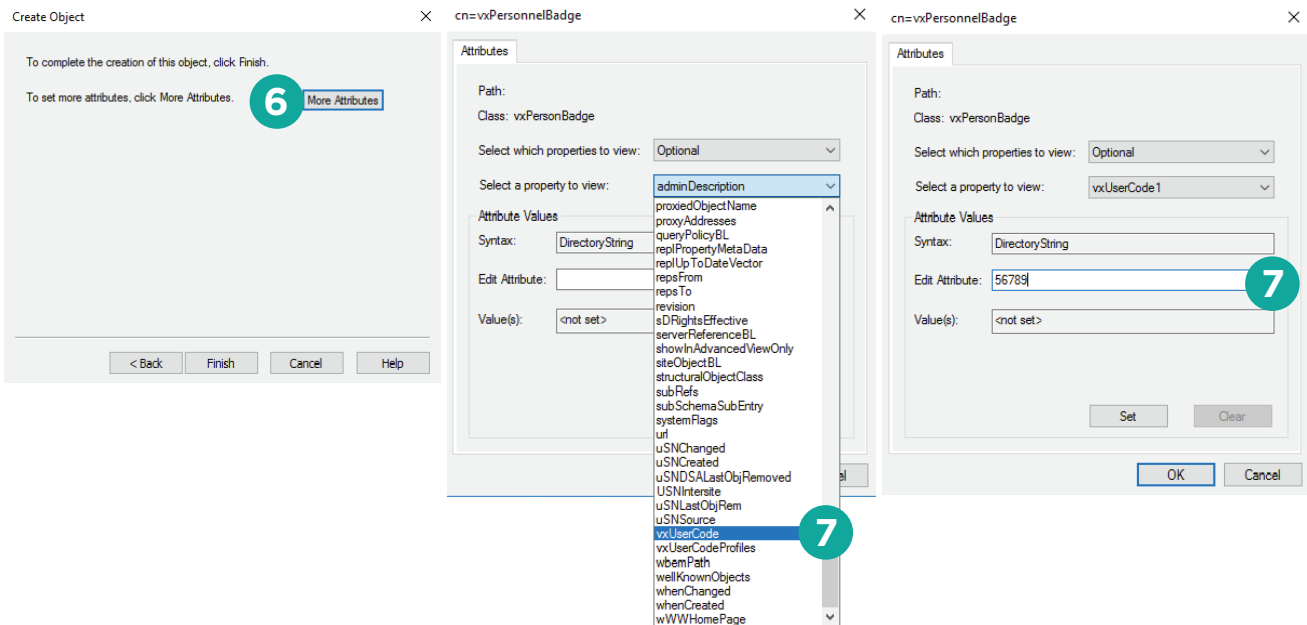 Create Object
To complete the creation of this object, click Finish.
To set more attributes, click More Attributes.
6
More Attributes
< Back
Finish
Cancel
Help
cn=vxPersonnelBadge
Attributes
Path:
Class: vxPersonBadge
Select which properties to view: Optional
Select a property to view: adminDescription
Attribute Values
Syntax: DirectoryString
Edit Attribute:
Value(s): <not set>
proxiedObjectName
proxyAddresses
queryPolicyBL
replPropertyMetaData
replUpToDateVector
repsFrom
repsTo
revision
sDRightsEffective
serverReferenceBL
showInAdvancedViewOnly
siteObjectBL
structuralObjectClass
subRefs
subSchemaSubEntry
systemFlags
url
uSNChanged
uSNCreated
uSNDSALastObjRemoved
USNIntersite
uSNLastObjRem
uSNSource
vxUserCode
7
vxUserCodeProfiles
wbemPath
wellKnownObjects
whenChanged
whenCreated
wWWHomePage
el
cn=vxPersonnelBadge
Attributes
Path:
Class: vxPersonBadge
Select which properties to view: Optional
Select a property to view: vxUserCode1
Attribute Values
Syntax: DirectoryString
Edit Attribute: 56789
7
Value(s): <not set>
Set
Clear
OK
Cancel